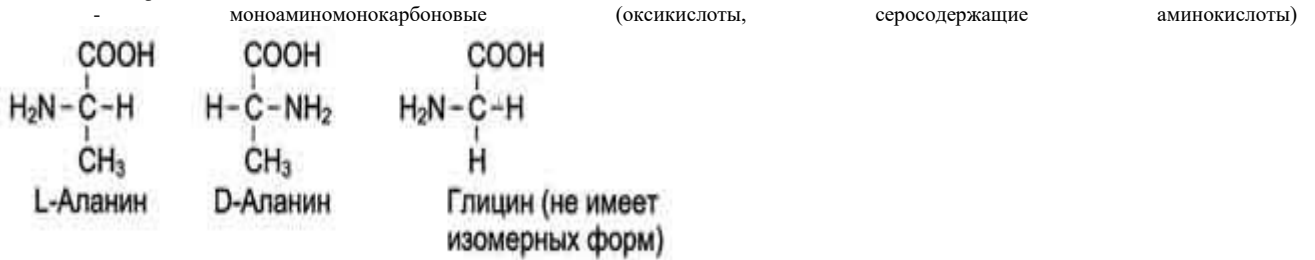 - моноаминомонокарбоновые (оксикислоты, серосодержащие аминокислоты)
COOH COOH COOH
H₂N-C-H H-C-NH₂ H₂N-C-H
CH₃ CH₃ H
L-Аланин D-Аланин Глицин (не имеет
изомерных форм)